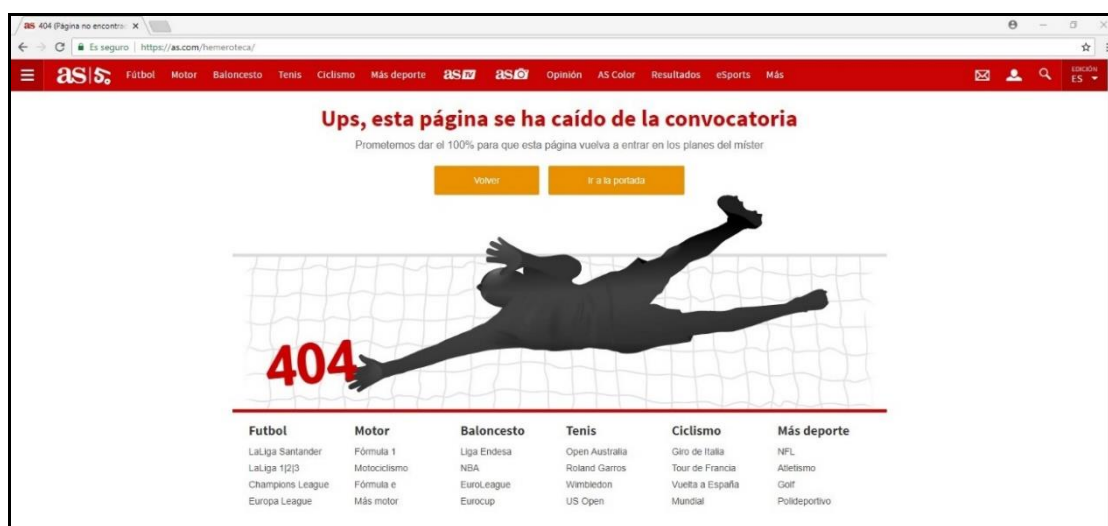 as 404 (Página no encontra
Es seguro | https://as.com/hemeroteca/
as Fútbol Motor Baloncesto Tenis Ciclismo Más deporte as TV as Opinión AS Color Resultados eSports Más EDICIÓN
ES
Ups, esta página se ha caído de la convocatoria
Prometemos dar el 100% para que esta página vuelva a entrar en los planes del míster
Volver Ir a la portada
404
Futbol Motor Baloncesto Tenis Ciclismo Más deporte
LaLiga Santander Fórmula 1 Liga Endesa Open Australia Giro de Italia NFL
LaLiga 1|2|3 Motociclismo NBA Roland Garros Tour de Francia Atletismo
Champions League Fórmula e EuroLeague Wimbledon Vuelta a España Golf
Europa League Más motor Eurocup US Open Mundial Polideportivo